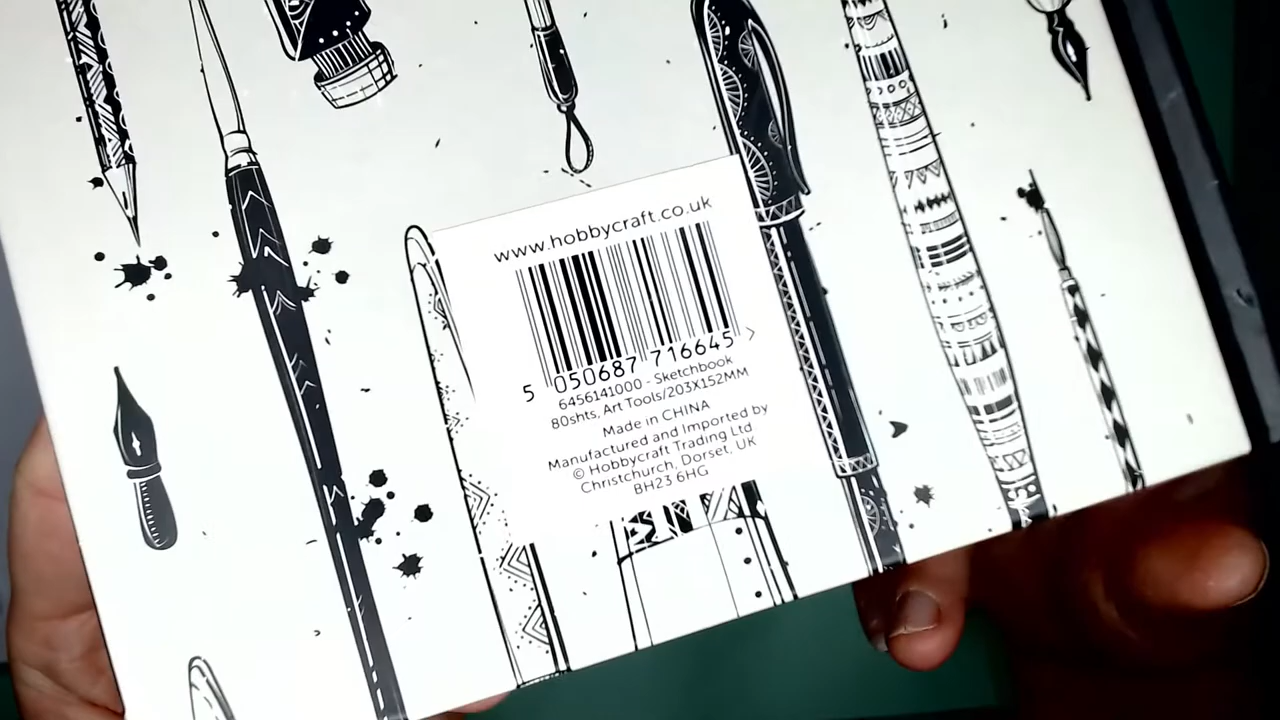 www.hobbycraft.co.uk
5 050687 716645 >
6456141000 - Sketchbook
80shts, Art Tools/203X152MM
Made in CHINA
Manufactured and Imported by
© Hobbycraft Trading Ltd.
Christchurch, Dorset, UK
BH23 6HG